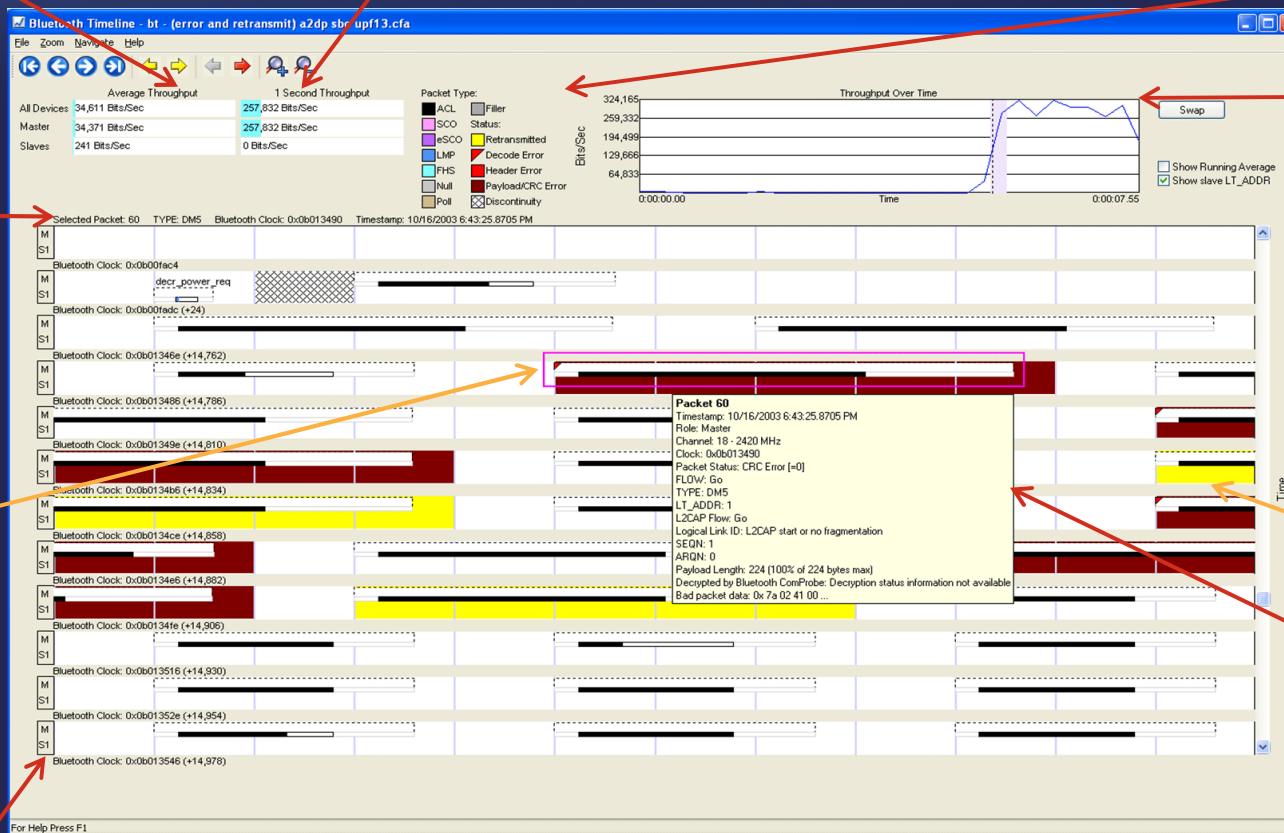 Bluetooth Timeline - bt - (error and retransmit) a2dp sbc upf13.cfa
File Zoom Navigate Help
Average Throughput
1 Second Throughput
All Devices 34,611 Bits/Sec 257,832 Bits/Sec
Master 34,371 Bits/Sec 257,832 Bits/Sec
Slaves 241 Bits/Sec 0 Bits/Sec
Packet Type:
ACL Filler
SCO Status:
eSCO Retransmitted
LMP Decode Error
FHS Header Error
Null Payload/CRC Error
Poll Discontinuity
Throughput Over Time
Bits/Sec
324,165
259,332
194,499
129,666
64,833
0:00:00.00 Time 0:00:07.55
Swap
Show Running Average
Show slave LT_ADDR
Selected Packet: 60 TYPE: DM5 Bluetooth Clock: 0x0b013490 Timestamp: 10/16/2003 6:43:25.8705 PM
M
S1
Bluetooth Clock: 0x0b00fac4
M
decr_power_req
S1
Bluetooth Clock: 0x0b00fadc (+24)
M
S1
Bluetooth Clock: 0x0b01346e (+14,762)
M
S1
Bluetooth Clock: 0x0b013486 (+14,786)
M
S1
Bluetooth Clock: 0x0b01349e (+14,810)
M
S1
Bluetooth Clock: 0x0b0134b6 (+14,834)
M
S1
Bluetooth Clock: 0x0b0134ce (+14,858)
M
S1
Bluetooth Clock: 0x0b0134e6 (+14,882)
M
S1
Bluetooth Clock: 0x0b0134fe (+14,906)
M
S1
Bluetooth Clock: 0x0b013516 (+14,930)
M
S1
Bluetooth Clock: 0x0b01352e (+14,954)
M
S1
Bluetooth Clock: 0x0b013546 (+14,978)
Packet 60
Timestamp: 10/16/2003 6:43:25.8705 PM
Role: Master
Channel: 18 - 2420 MHz
Clock: 0x0b013490
Packet Status: CRC Error [=0]
FLOW: Go
TYPE: DM5
LT_ADDR: 1
L2CAP Flow: Go
Logical Link ID: L2CAP start or no fragmentation
SEQN: 1
ARQN: 0
Payload Length: 224 (100% of 224 bytes max)
Decrypted by Bluetooth ComProbe: Decryption status information not available
Bad packet data: 0x 7a 02 41 00 ...
Time
For Help Press F1